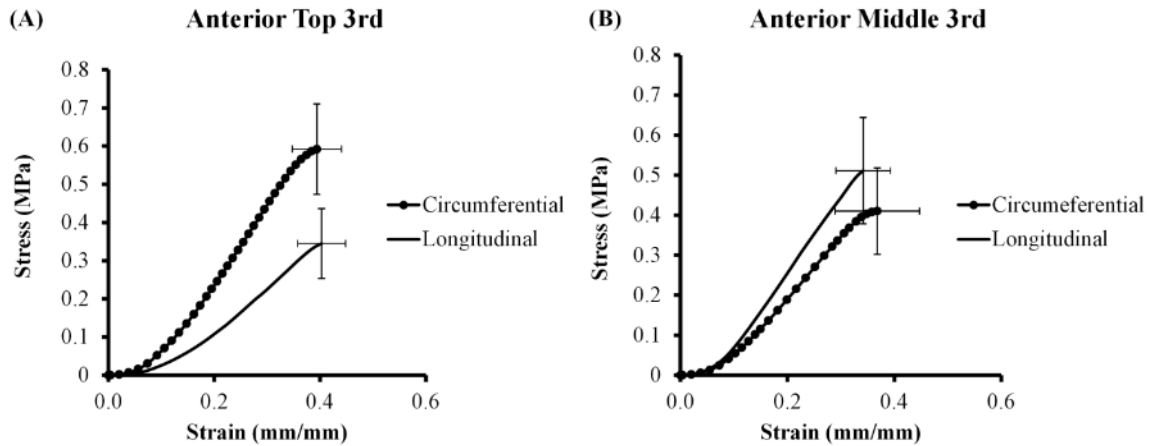 (A) Anterior Top 3rd
0.8
0.7
0.6
0.5
0.4
0.3
0.2
0.1
0
Stress (MPa)
0.0 0.2 0.4 0.6
Strain (mm/mm)
Circumferential
Longitudinal
(B) Anterior Middle 3rd
0.8
0.7
0.6
0.5
0.4
0.3
0.2
0.1
0
Stress (MPa)
0.0 0.2 0.4 0.6
Strain (mm/mm)
Circumeferential
Longitudinal